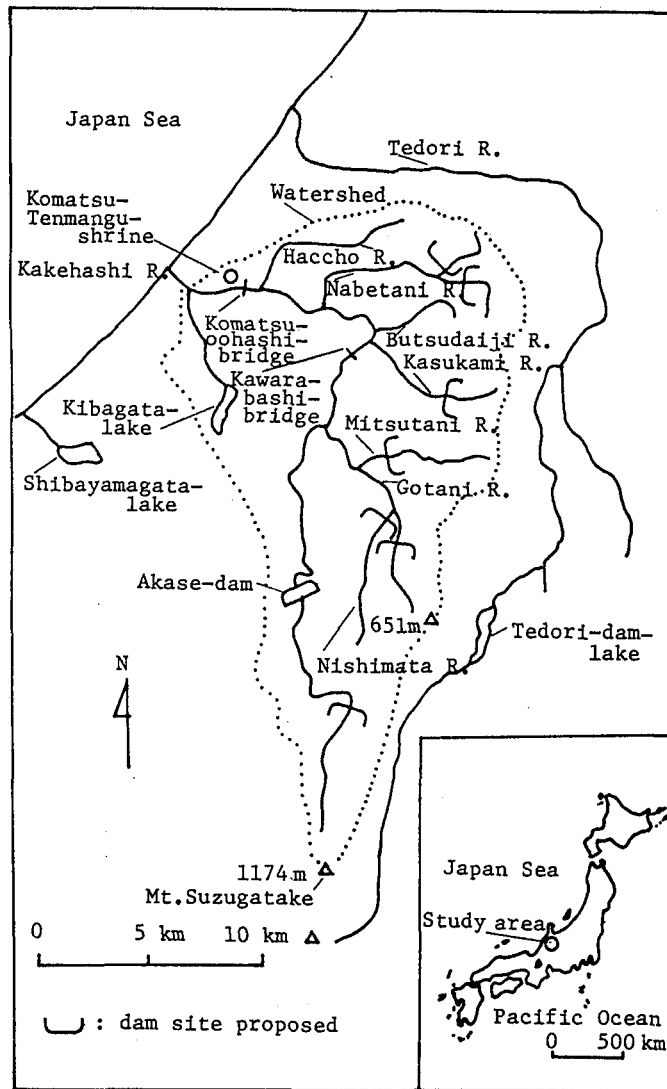 Japan Sea
Tedori R.
Komatsu-
Tenmangu-
shrine
Watershed
Kakehashi R.
Haccho R.
Nabetani R.
Komatsu-
oohashi-
bridge
Butsudaiji R.
Kasukami R.
Kawara-
bashi-
bridge
Kibagata-
lake
Mitsutani R.
Shibayamagata-
lake
Gotani R.
Akase-dam
651m
Tedori-dam-
lake
Nishimata R.
N
1174 m
Mt.Suzugatake
0 5 km 10 km
: dam site proposed
Japan Sea
Study area
Pacific Ocean
0 500 km